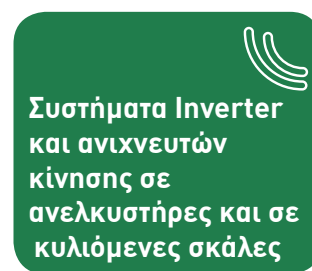 Συστήματα Inverter
και ανιχνευτών
κίνησης σε
ανελκυστήρες και σε
κυλιόμενες σκάλες